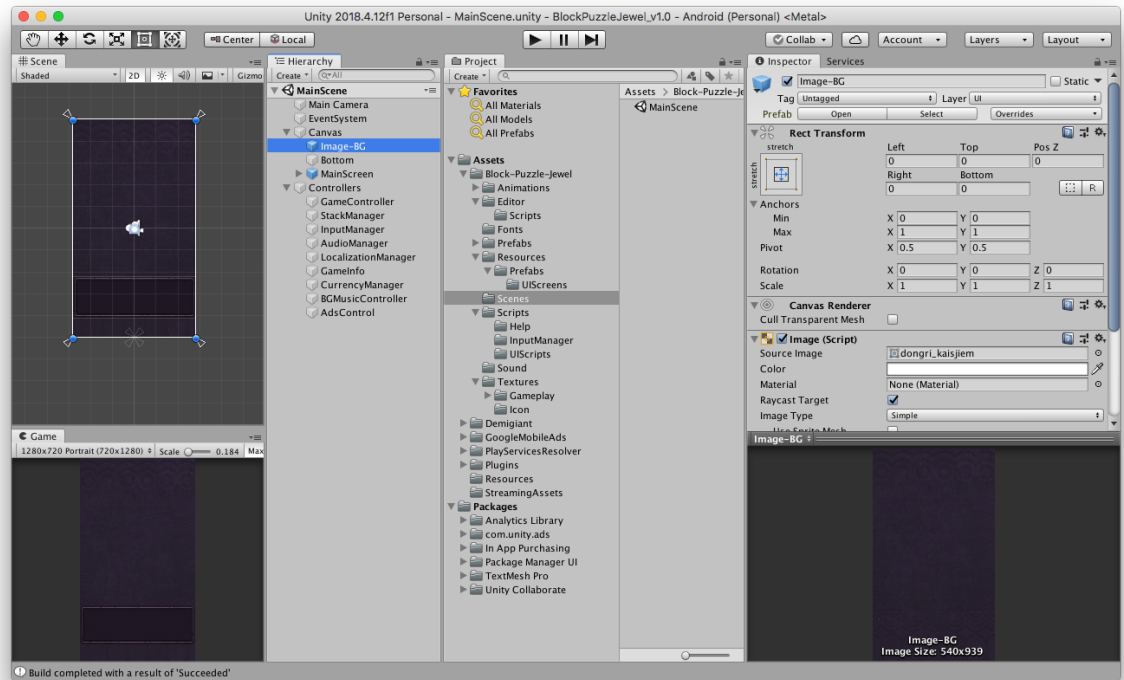 Unity 2018.4.12f1 Personal - MainScene.unity - BlockPuzzleJewel_v1.0 - Android (Personal) <Metal>
Center Local Collab Account Layers Layout
Scene
Shaded 2D Gizmo
Hierarchy
Create All
MainScene
Main Camera
EventSystem
Canvas
Image-BG
Bottom
MainScreen
Controllers
GameController
StackManager
InputManager
AudioManager
LocalizationManager
GameInfo
CurrencyManager
BGMusicController
AdsControl
Project
Create
Favorites
All Materials
All Models
All Prefabs
Assets
Block-Puzzle-Jewel
Animations
Editor
Scripts
Fonts
Prefabs
Resources
Prefabs
UIScreens
Scenes
Scripts
Help
InputManager
UIScripts
Sound
Textures
Gameplay
Icon
Demigiant
GoogleMobileAds
PlayServicesResolver
Plugins
Resources
StreamingAssets
Packages
Analytics Library
com.unity.ads
In App Purchasing
Package Manager UI
TextMesh Pro
Unity Collaborate
Assets > Block-Puzzle-Je
MainScene
Inspector Services
Image-BG Static
Tag Untagged Layer UI
Prefab Open Select Overrides
Rect Transform
stretch Left Top Pos Z
stretch 0 0 0
Right Bottom
0 0 R
Anchors
Min X 0 Y 0
Max X 1 Y 1
Pivot X 0.5 Y 0.5
Rotation X 0 Y 0 Z 0
Scale X 1 Y 1 Z 1
Canvas Renderer
Cull Transparent Mesh
Image (Script)
Source Image dongri_kaisjiem
Color
Material None (Material)
Raycast Target
Image Type Simple
Use Sprite Mesh
Image-BG
Image-BG
Image Size: 540x939
Game
1280x720 Portrait (720x1280) Scale 0.184 Max
Build completed with a result of 'Succeeded'